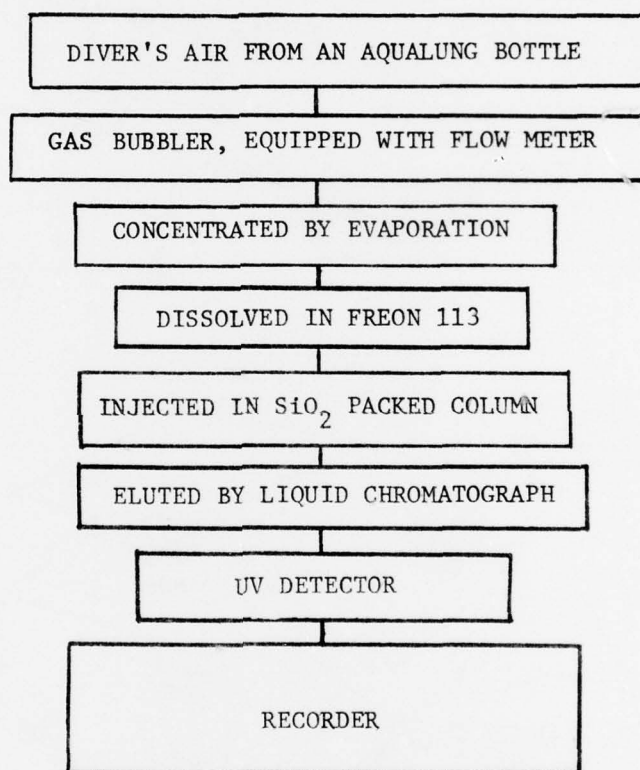 DIVER'S AIR FROM AN AQUALUNG BOTTLE
GAS BUBBLER, EQUIPPED WITH FLOW METER
CONCENTRATED BY EVAPORATION
DISSOLVED IN FREON 113
INJECTED IN SiO₂ PACKED COLUMN
ELUTED BY LIQUID CHROMATOGRAPH
UV DETECTOR
RECORDER